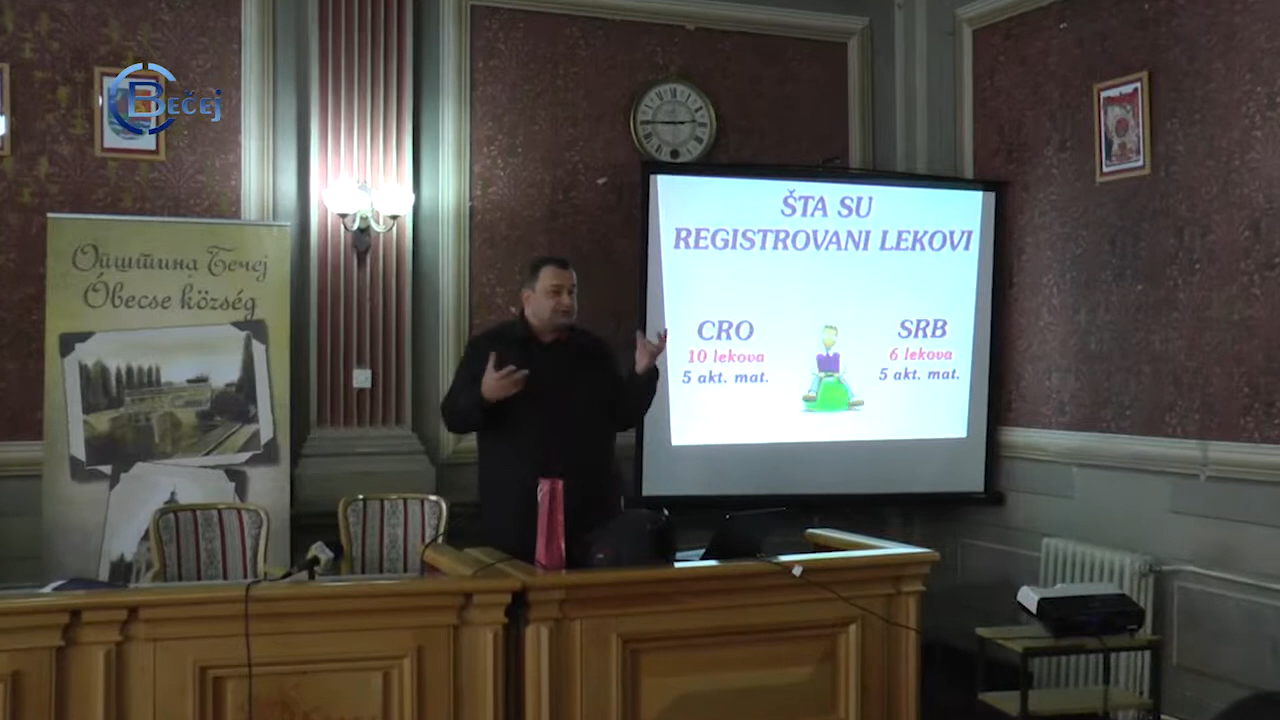 BEČEJ
Општина Бечеј
Óbecse község
ŠTA SU
REGISTROVANI LEKOVI
CRO
10 lekova
5 akt. mat.
SRB
6 lekova
5 akt. mat.